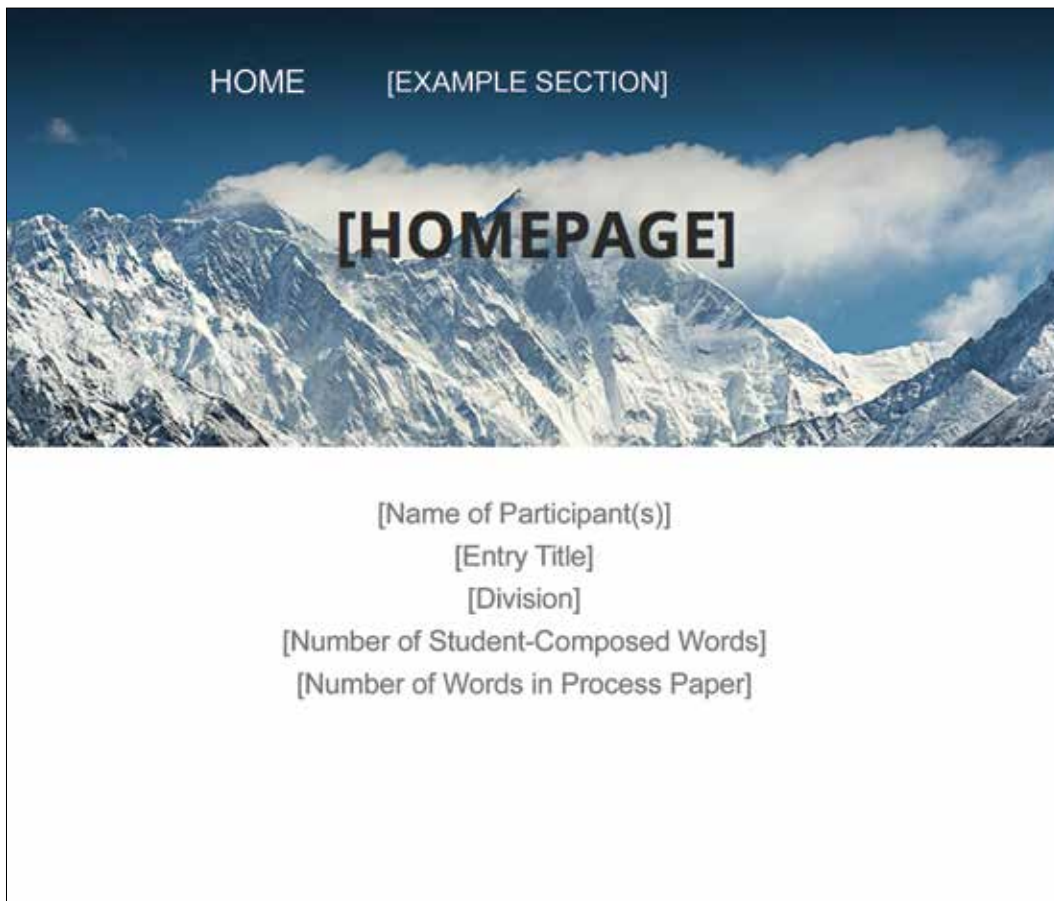 HOME [EXAMPLE SECTION]
[HOMEPAGE]
[Name of Participant(s)]
[Entry Title]
[Division]
[Number of Student-Composed Words]
[Number of Words in Process Paper]